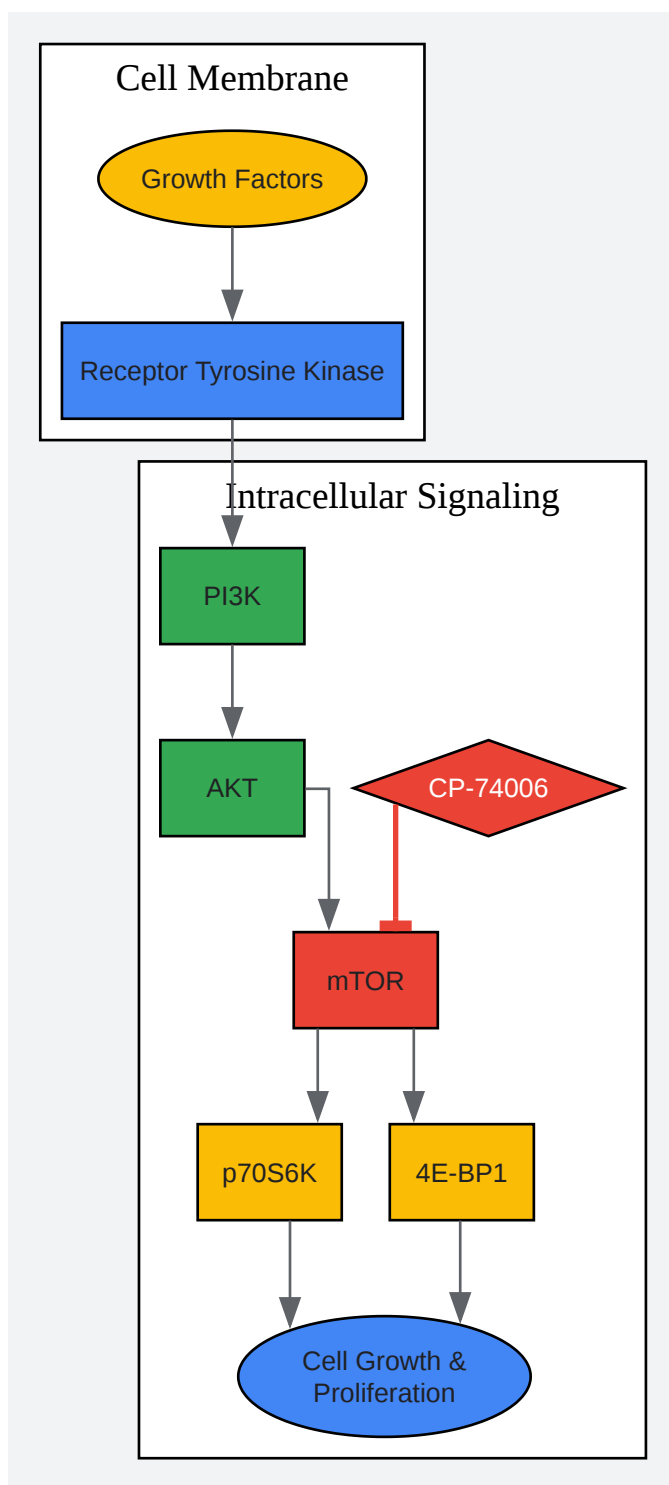 Cell Membrane
Growth Factors
Receptor Tyrosine Kinase
Intracellular Signaling
PI3K
AKT
CP-74006
mTOR
p70S6K
4E-BP1
Cell Growth &
Proliferation